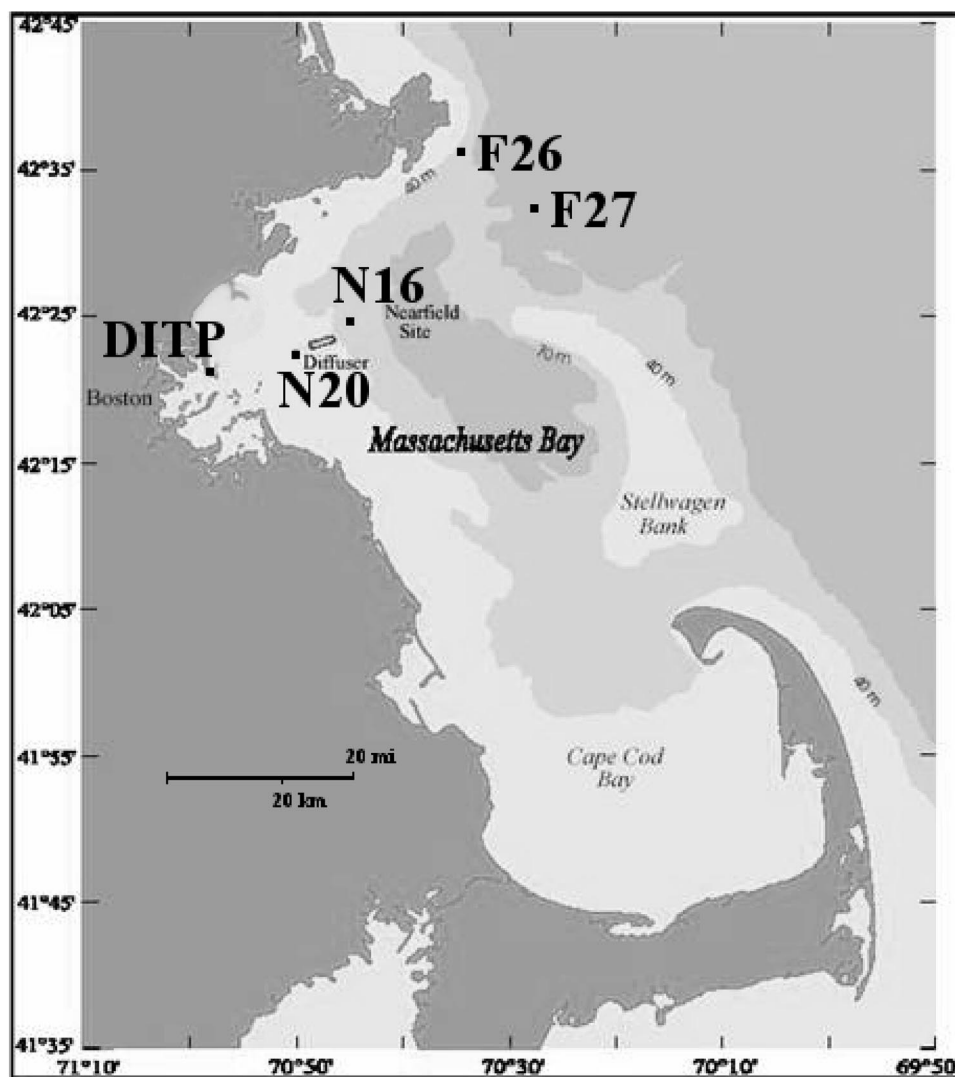 42°45'
F26
42°35'
40 m
F27
N16
42°25'
Nearfield
Site
DITP
Diffuser
70 m
40 m
Boston
N20
Massachusetts Bay
42°15'
Stellwagen
Bank
42°05'
40 m
41°55'
20 mi
20 km
Cape Cod
Bay
41°45'
41°35'
71°10'
70°50'
70°30'
70°10'
69°50'